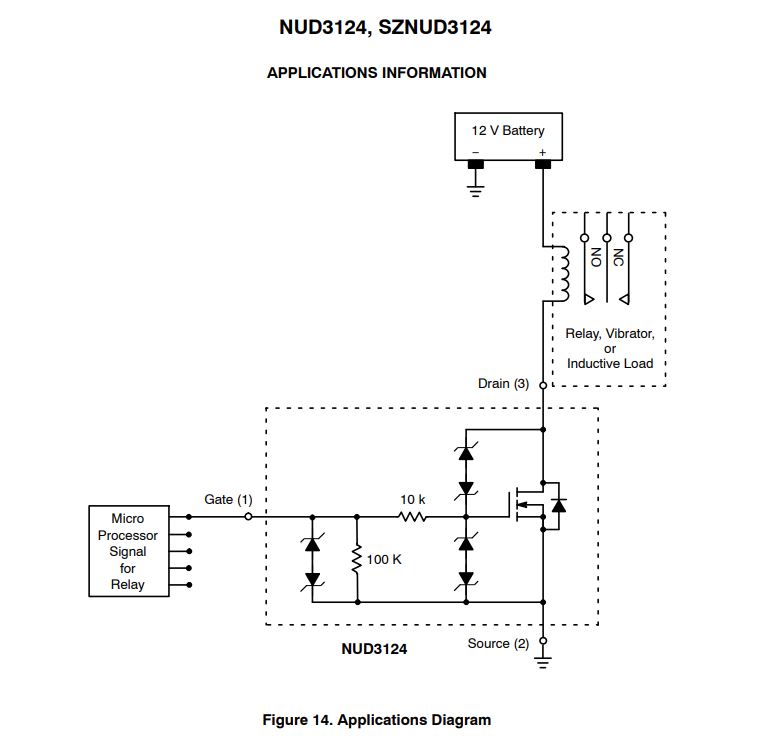 NUD3124, SZNUD3124
APPLICATIONS INFORMATION
12 V Battery
– +
NO
NC
Relay, Vibrator,
or
Inductive Load
Drain (3)
Gate (1)
10 k
Micro
Processor
Signal
for
Relay
100 K
Source (2)
NUD3124
Figure 14. Applications Diagram